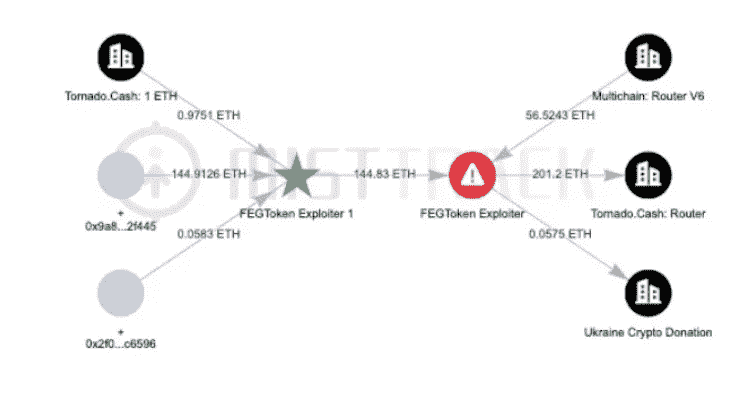 Tornado.Cash: 1 ETH
Multichain: Router V6
0.9751 ETH
56.5243 ETH
MISTTRACK
144.9126 ETH
144.83 ETH
201.2 ETH
+
0x9a8...2f445
FEGToken Exploiter 1
FEGToken Exploiter
Tornado.Cash: Router
0.0583 ETH
0.0575 ETH
+
0x2f0...c6596
Ukraine Crypto Donation